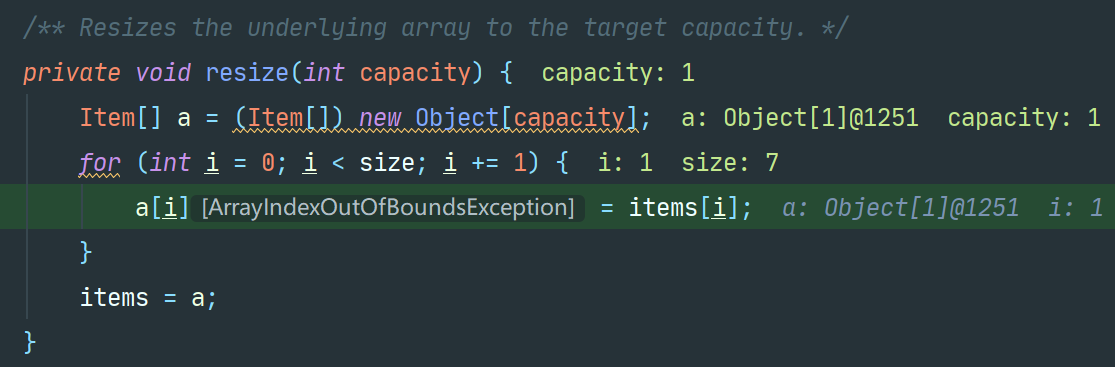 /** Resizes the underlying array to the target capacity. */
private void resize(int capacity) {  capacity: 1
    Item[] a = (Item[]) new Object[capacity];  a: Object[1]@1251  capacity: 1
    for (int i = 0; i < size; i += 1) {  i: 1  size: 7
        a[i] [ArrayIndexOutOfBoundsException] = items[i];  a: Object[1]@1251  i: 1
    }
    items = a;
}